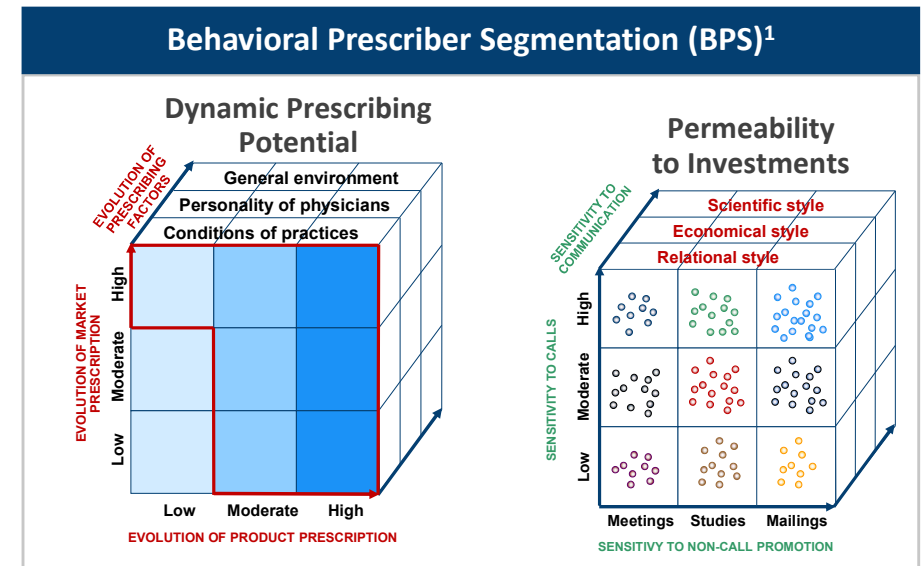 Behavioral Prescriber Segmentation (BPS)1
Dynamic Prescribing
Potential
EVOLUTION OF
PRESCRIBING
FACTORS
General environment
Personality of physicians
Conditions of practices
EVOLUTION OF MARKET
PRESCRIPTION
High
Moderate
Low
Low
Moderate
High
EVOLUTION OF PRODUCT PRESCRIPTION
Permeability
to Investments
SENSITIVITY TO
COMMUNICATION
Scientific style
Economical style
Relational style
SENSITIVITY TO CALLS
High
Moderate
Low
Meetings
Studies
Mailings
SENSITIVY TO NON-CALL PROMOTION